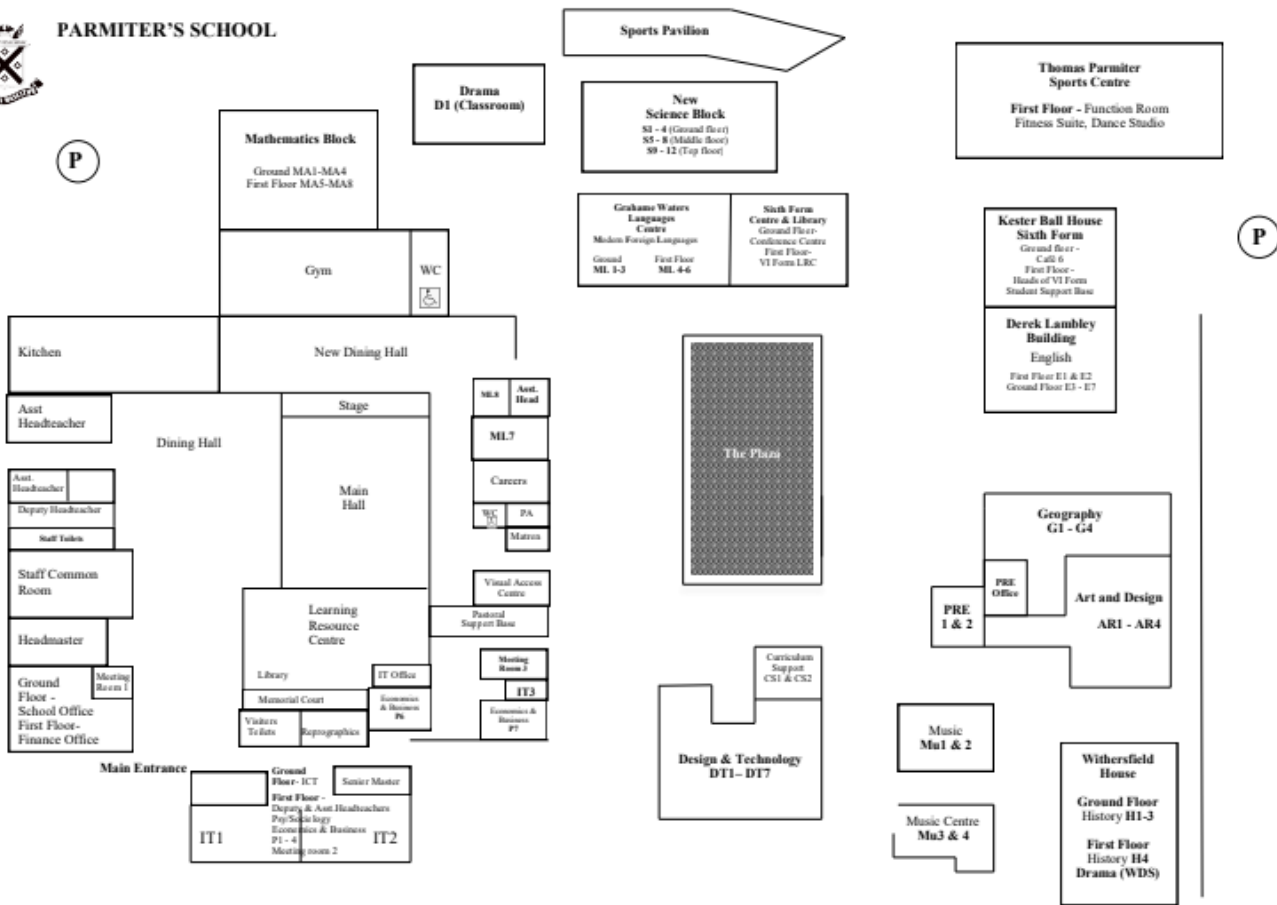 PARMITER'S SCHOOL
Sports Pavilion
Drama
D1 (Classroom)
New
Science Block
S1 - 4 (Ground floor)
S5 - 8 (Middle floor)
S9 - 12 (Top floor)
Thomas Parmiter
Sports Centre
First Floor - Function Room
Fitness Suite, Dance Studio
Mathematics Block
Ground MA1-MA4
First Floor MA5-MA8
P
Grahame Waters
Languages
Centre
Modern Foreign Languages
Ground First Floor
ML 1-3 ML 4-6
Sixth Form
Centre & Library
Ground Floor-
Conference Centre
First Floor-
VI Form LRC
Kester Ball House
Sixth Form
Ground floor -
Café 6
First Floor -
Heads of VI Form
Student Support Base
P
Gym
WC
Derek Lambley
Building
English
First Floor E1 & E2
Ground Floor E3 - E7
Kitchen
New Dining Hall
Asst
Headteacher
Dining Hall
Stage
Main
Hall
ML8
Asst.
Head
ML7
Careers
WC
PA
Matron
The Plaza
Asst.
Headteacher
Deputy Headteacher
Staff Toilets
Staff Common
Room
Headmaster
Meeting
Room 1
Ground
Floor -
School Office
First Floor-
Finance Office
Geography
G1 - G4
PRE
Office
PRE
1 & 2
Art and Design
AR1 - AR4
Visual Access
Centre
Pastoral
Support Base
Learning
Resource
Centre
Library
IT Office
Memorial Court
Economics
& Business
P6
Visitors
Toilets
Reprographics
Meeting
Room 3
IT3
Economics &
Business
P7
Curriculum
Support
CS1 & CS2
Design & Technology
DT1– DT7
Music
Mu1 & 2
Music Centre
Mu3 & 4
Withersfield
House
Ground Floor
History H1-3
First Floor
History H4
Drama (WDS)
Main Entrance
Ground
Floor- ICT
Senior Master
First Floor -
Deputy & Asst.Headteachers
Psy/Sociology
Economics & Business
P1 - 4
Meeting room 2
IT1
IT2